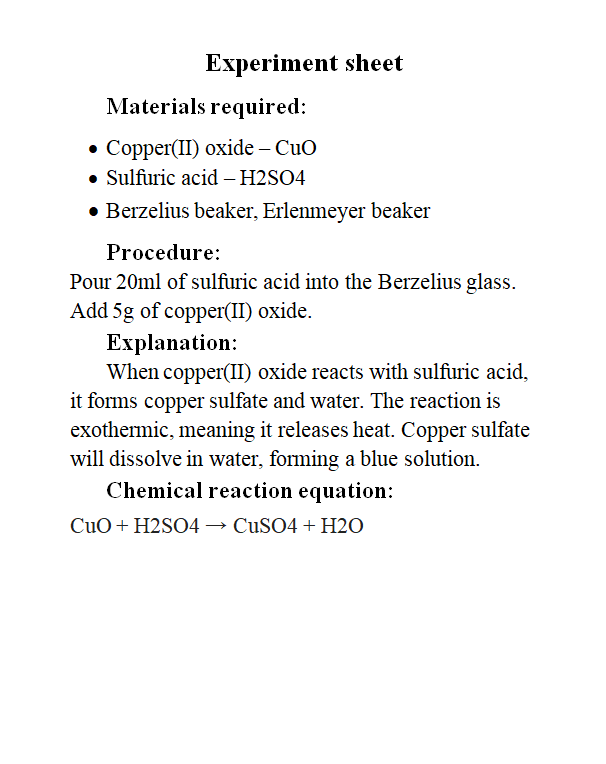 Experiment sheet
Materials required:
• Copper(II) oxide – CuO
• Sulfuric acid – H2SO4
• Berzelius beaker, Erlenmeyer beaker
Procedure:
Pour 20ml of sulfuric acid into the Berzelius glass.
Add 5g of copper(II) oxide.
Explanation:
When copper(II) oxide reacts with sulfuric acid,
it forms copper sulfate and water. The reaction is
exothermic, meaning it releases heat. Copper sulfate
will dissolve in water, forming a blue solution.
Chemical reaction equation:
CuO + H2SO4 → CuSO4 + H2O